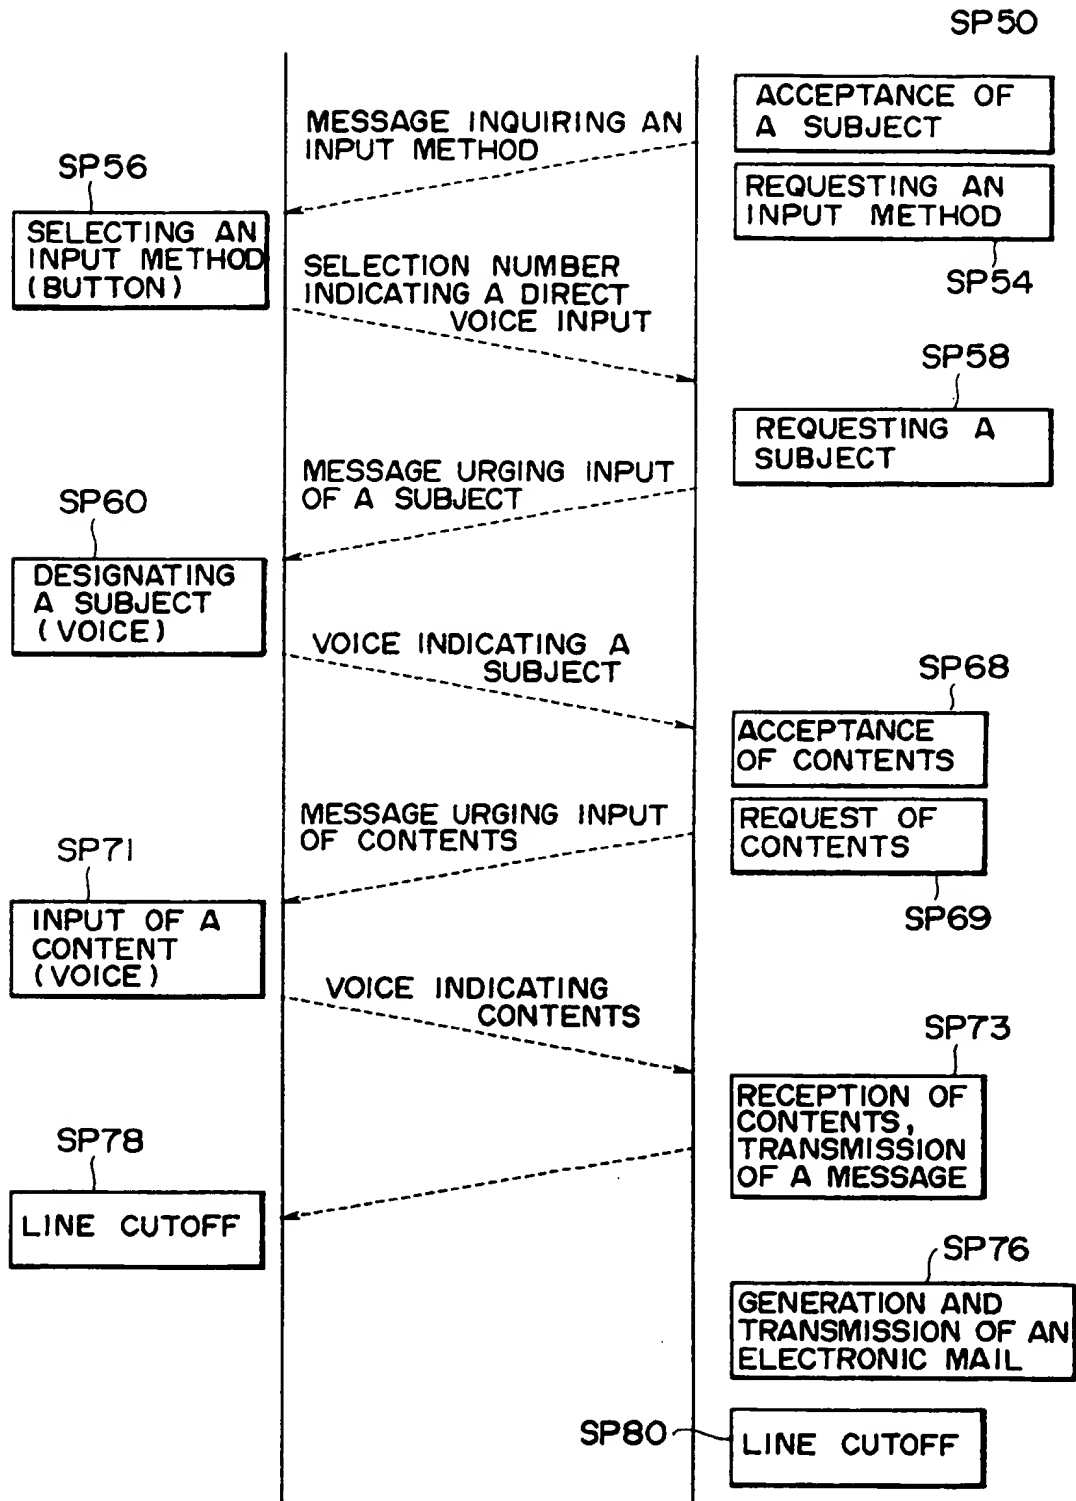 SP50
ACCEPTANCE OF
A SUBJECT
MESSAGE INQUIRING AN
INPUT METHOD
SP56
REQUESTING AN
INPUT METHOD
SELECTING AN
INPUT METHOD
(BUTTON)
SP54
SELECTION NUMBER
INDICATING A DIRECT
VOICE INPUT
SP58
REQUESTING A
SUBJECT
MESSAGE URGING INPUT
OF A SUBJECT
SP60
DESIGNATING
A SUBJECT
(VOICE)
VOICE INDICATING A
SUBJECT
SP68
ACCEPTANCE
OF CONTENTS
MESSAGE URGING INPUT
OF CONTENTS
REQUEST OF
CONTENTS
SP71
SP69
INPUT OF A
CONTENT
(VOICE)
VOICE INDICATING
CONTENTS
SP73
RECEPTION OF
CONTENTS,
TRANSMISSION
OF A MESSAGE
SP78
LINE CUTOFF
SP76
GENERATION AND
TRANSMISSION OF AN
ELECTRONIC MAIL
SP80
LINE CUTOFF